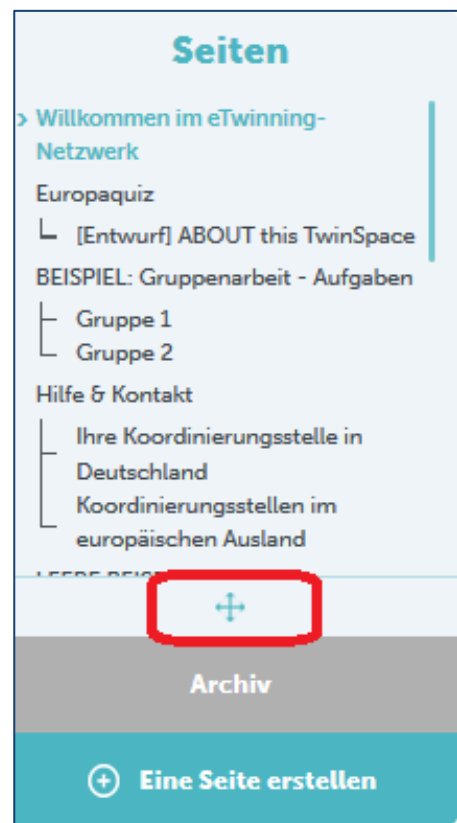 Seiten
Willkommen im eTwinning-
Netzwerk
Europaquiz
[Entwurf] ABOUT this TwinSpace
BEISPIEL: Gruppenarbeit - Aufgaben
Gruppe 1
Gruppe 2
Hilfe & Kontakt
Ihre Koordinierungsstelle in
Deutschland
Koordinierungsstellen im
europäischen Ausland
Archiv
Eine Seite erstellen